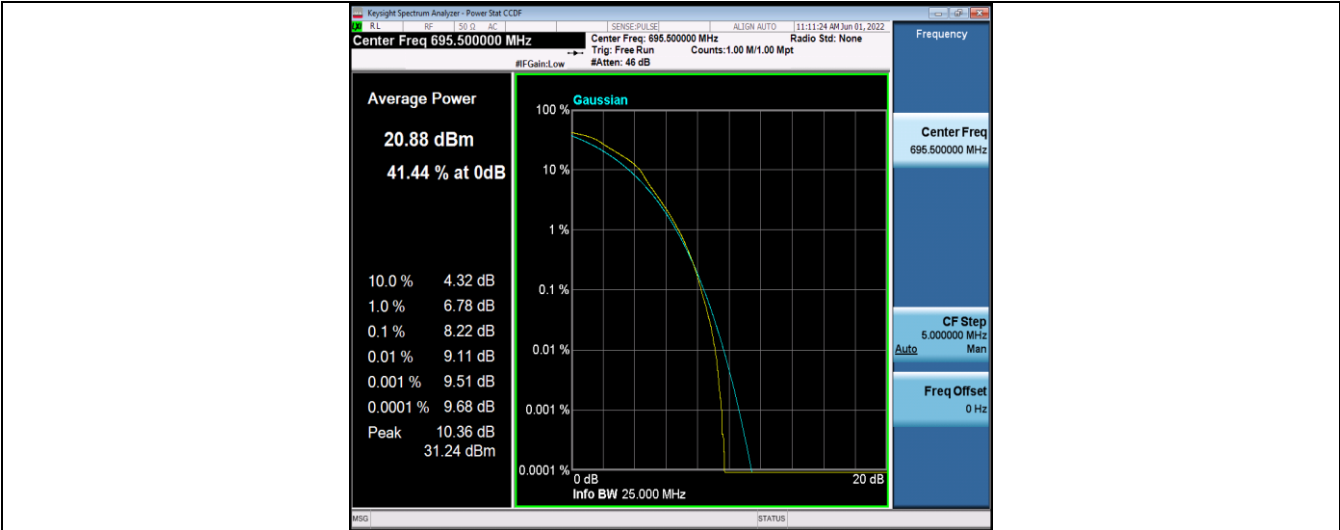 Keysight Spectrum Analyzer - Power Stat CCDF
RL RF 50 Ω AC SENSE:PULSE ALIGN AUTO 11:11:24 AM Jun 01, 2022
Center Freq 695.500000 MHz
Center Freq: 695.500000 MHz Radio Std: None
Trig: Free Run Counts:1.00 M/1.00 Mpt
#IFGain:Low #Atten: 46 dB
Average Power
20.88 dBm
41.44 % at 0dB
10.0 % 4.32 dB
1.0 % 6.78 dB
0.1 % 8.22 dB
0.01 % 9.11 dB
0.001 % 9.51 dB
0.0001 % 9.68 dB
Peak 10.36 dB
31.24 dBm
Gaussian
100 %
10 %
1 %
0.1 %
0.01 %
0.001 %
0.0001 %
0 dB 20 dB
Info BW 25.000 MHz
Frequency
Center Freq
695.500000 MHz
CF Step
5.000000 MHz
Auto Man
Freq Offset
0 Hz
MSG STATUS